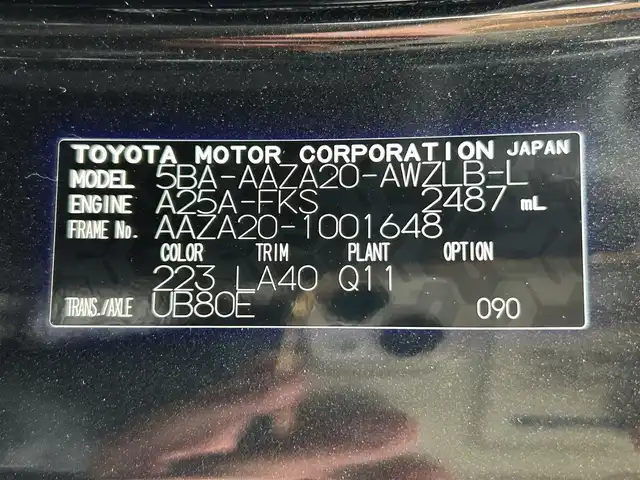 TOYOTA MOTOR CORPORATION JAPAN
MODEL 5BA-AAZA20-AWZLB-L
ENGINE A25A-FKS 2487 mL
FRAME No. AAZA20-1001648
COLOR TRIM PLANT OPTION
223 LA40 Q11
TRANS./AXLE UB80E 090